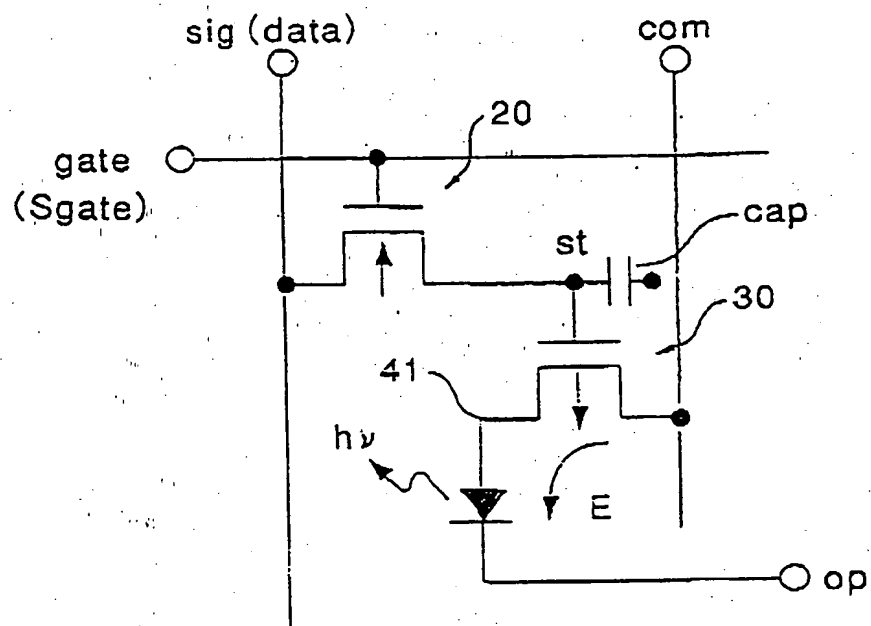 sig (data)
com
20
gate
(Sgate)
cap
st
30
41
hν
E
op